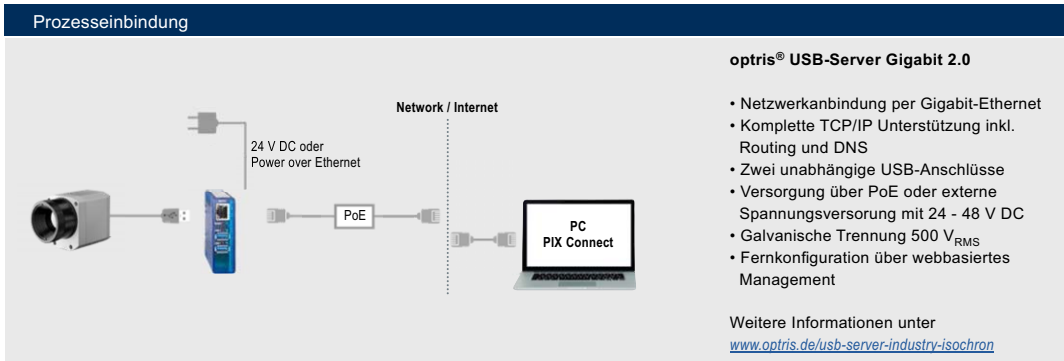 Prozesseinbindung
Network / Internet
24 V DC oder
Power over Ethernet
PoE
PC
PIX Connect
optris® USB-Server Gigabit 2.0
• Netzwerkanbindung per Gigabit-Ethernet
• Komplette TCP/IP Unterstützung inkl.
Routing und DNS
• Zwei unabhängige USB-Anschlüsse
• Versorgung über PoE oder externe
Spannungsversorung mit 24 - 48 V DC
• Galvanische Trennung 500 VRMS
• Fernkonfiguration über webbasiertes
Management
Weitere Informationen unter
www.optris.de/usb-server-industry-isochron